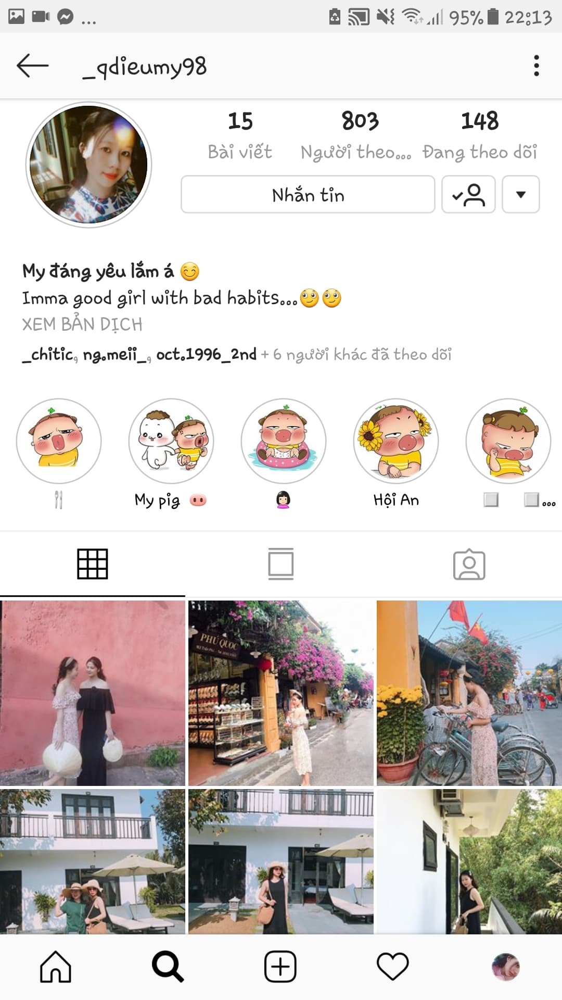 ... 95% 22:13
_qdieumy98
15 803 148
Bài viết Người theo... Đang theo dõi
Nhắn tin
My đáng yêu lắm á 😊
Imma good girl with bad habits...🙄🙄
XEM BẢN DỊCH
_chitic, ng.meii_, oct.1996_2nd + 6 người khác đã theo dõi
🍴 My pig 🐽 👧🏻 Hội An ◻ ◻...
PHÚ QUỐC